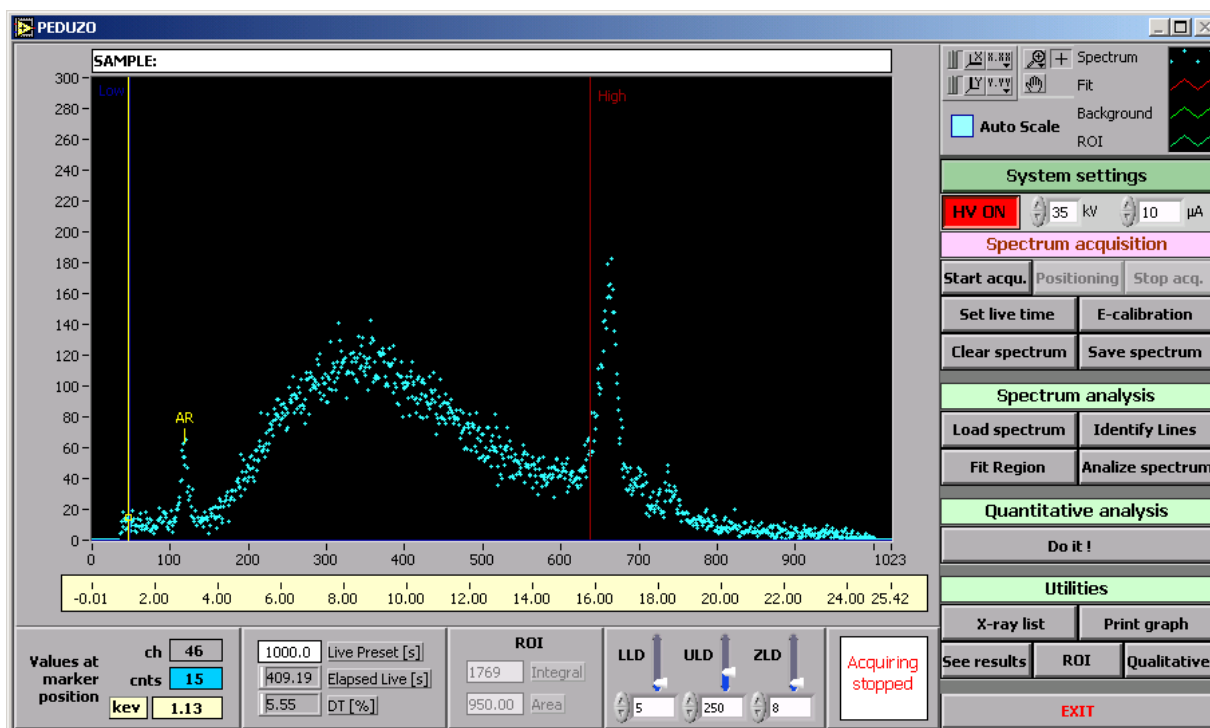 PEDUZO
SAMPLE:
Low
High
AR
300
280
260
240
220
200
180
160
140
120
100
80
60
40
20
0
0 100 200 300 400 500 600 700 800 900 1023
-0.01 2.00 4.00 6.00 8.00 10.00 12.00 14.00 16.00 18.00 20.00 22.00 24.00 25.42
Values at marker position
ch 46
cnts 15
kev 1.13
1000.0 Live Preset [s]
409.19 Elapsed Live [s]
5.55 DT [%]
ROI
1769 Integral
950.00 Area
LLD ULD ZLD
5 250 8
Acquiring
stopped
X 8.88
Y Y.YY
Spectrum
Fit
Background
ROI
Auto Scale
System settings
HV ON 35 kV 10 µA
Spectrum acquisition
Start acqu. Positioning Stop acq.
Set live time E-calibration
Clear spectrum Save spectrum
Spectrum analysis
Load spectrum Identify Lines
Fit Region Analize spectrum
Quantitative analysis
Do it !
Utilities
X-ray list Print graph
See results ROI Qualitative
EXIT